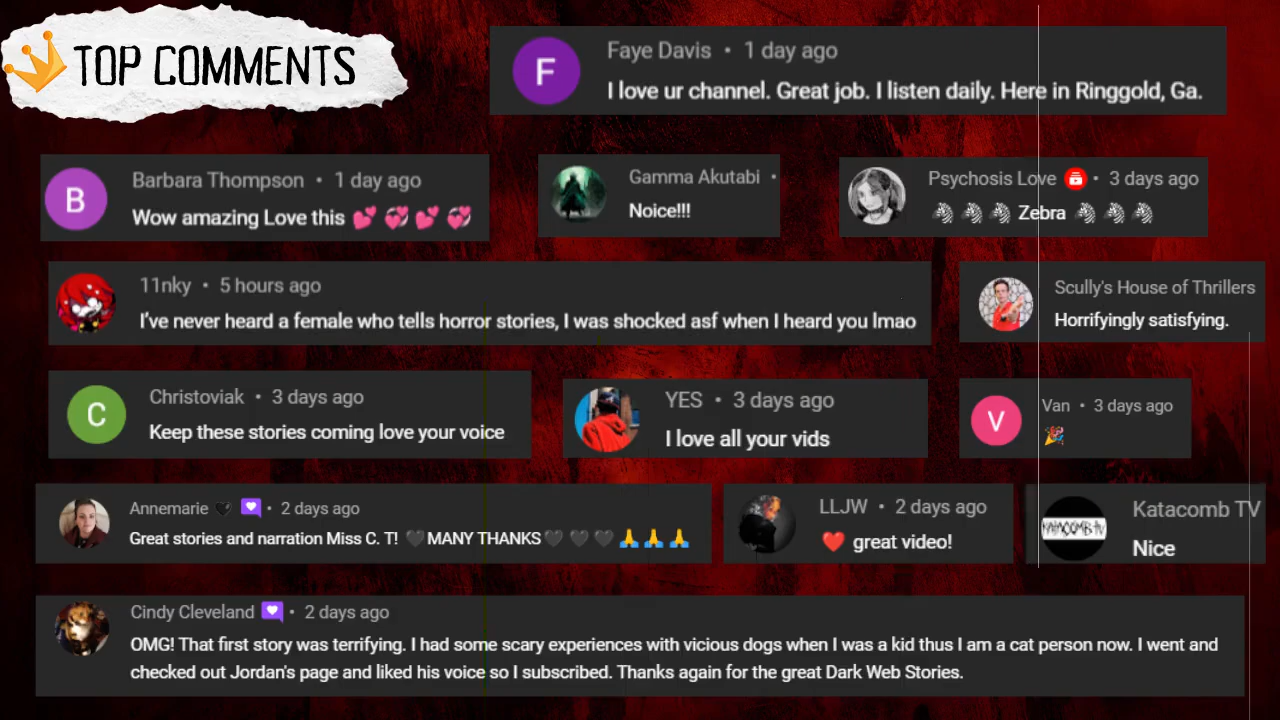 TOP COMMENTS
F
Faye Davis • 1 day ago
I love ur channel. Great job. I listen daily. Here in Ringgold, Ga.
B
Barbara Thompson • 1 day ago
Wow amazing Love this 💕 💞 💕 💞
Gamma Akutabi •
Noice!!!
Psychosis Love • 3 days ago
🦓 🦓 🦓 Zebra 🦓 🦓 🦓
11nky • 5 hours ago
I've never heard a female who tells horror stories, I was shocked asf when I heard you lmao
Scully's House of Thrillers
Horrifyingly satisfying.
C
Christoviak • 3 days ago
Keep these stories coming love your voice
YES • 3 days ago
I love all your vids
V
Van • 3 days ago
🎉
Annemarie 🖤 • 2 days ago
Great stories and narration Miss C. T! 🖤MANY THANKS🖤 🖤 🖤 🙏 🙏 🙏
LLJW • 2 days ago
❤️ great video!
KATACOMB TV
Katacomb TV
Nice
Cindy Cleveland • 2 days ago
OMG! That first story was terrifying. I had some scary experiences with vicious dogs when I was a kid thus I am a cat person now. I went and
checked out Jordan's page and liked his voice so I subscribed. Thanks again for the great Dark Web Stories.